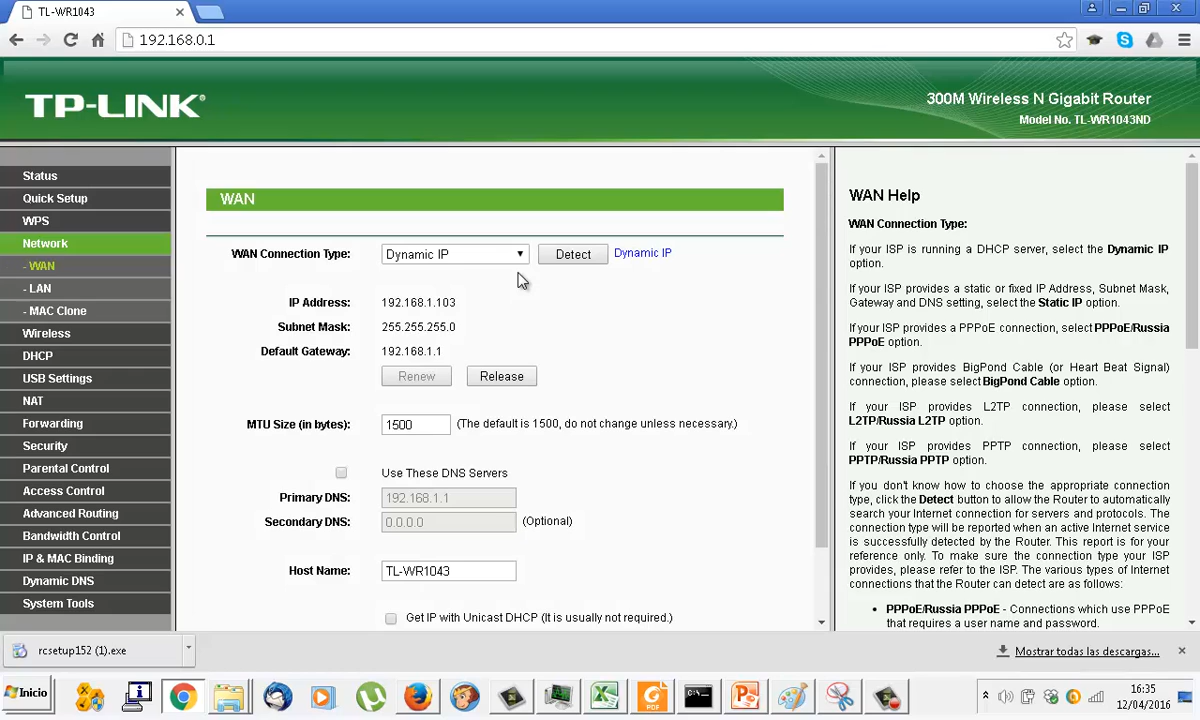 TL-WR1043
192.168.0.1
TP-LINK®
300M Wireless N Gigabit Router
Model No. TL-WR1043ND
Status
Quick Setup
WPS
Network
- WAN
- LAN
- MAC Clone
Wireless
DHCP
USB Settings
NAT
Forwarding
Security
Parental Control
Access Control
Advanced Routing
Bandwidth Control
IP & MAC Binding
Dynamic DNS
System Tools
WAN
WAN Connection Type: Dynamic IP Detect Dynamic IP
IP Address: 192.168.1.103
Subnet Mask: 255.255.255.0
Default Gateway: 192.168.1.1
Renew Release
MTU Size (in bytes): 1500 (The default is 1500, do not change unless necessary.)
Use These DNS Servers
Primary DNS: 192.168.1.1
Secondary DNS: 0.0.0.0 (Optional)
Host Name: TL-WR1043
Get IP with Unicast DHCP (It is usually not required.)
WAN Help
WAN Connection Type:
If your ISP is running a DHCP server, select the Dynamic IP
option.
If your ISP provides a static or fixed IP Address, Subnet Mask,
Gateway and DNS setting, select the Static IP option.
If your ISP provides a PPPoE connection, select PPPoE/Russia
PPPoE option.
If your ISP provides BigPond Cable (or Heart Beat Signal)
connection, please select BigPond Cable option.
If your ISP provides L2TP connection, please select
L2TP/Russia L2TP option.
If your ISP provides PPTP connection, please select
PPTP/Russia PPTP option.
If you don't know how to choose the appropriate connection
type, click the Detect button to allow the Router to automatically
search your Internet connection for servers and protocols. The
connection type will be reported when an active Internet service
is successfully detected by the Router. This report is for your
reference only. To make sure the connection type your ISP
provides, please refer to the ISP. The various types of Internet
connections that the Router can detect are as follows:
• PPPoE/Russia PPPoE - Connections which use PPPoE
that requires a user name and password.
rcsetup152 (1).exe
Mostrar todas las descargas...
Inicio
PDF
16:35
12/04/2016